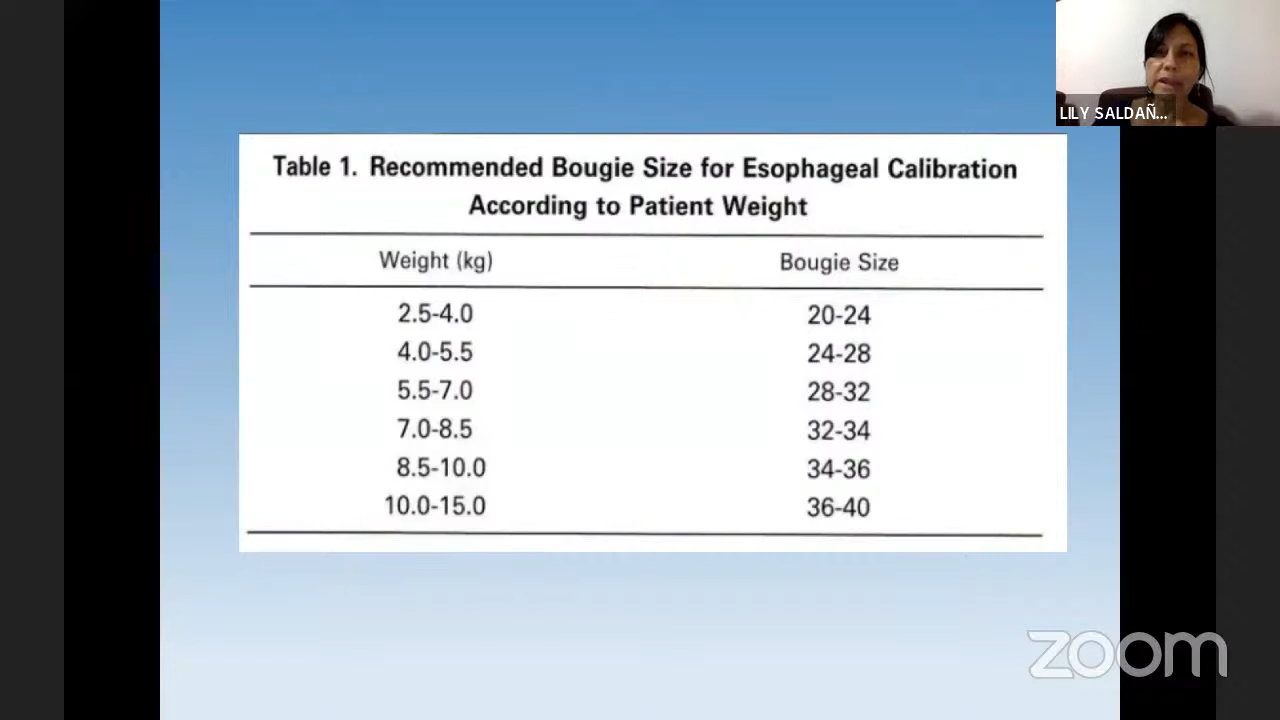 LILY SALDAÑ...
Table 1. Recommended Bougie Size for Esophageal Calibration
According to Patient Weight
Weight (kg) Bougie Size
2.5-4.0 20-24
4.0-5.5 24-28
5.5-7.0 28-32
7.0-8.5 32-34
8.5-10.0 34-36
10.0-15.0 36-40
zoom